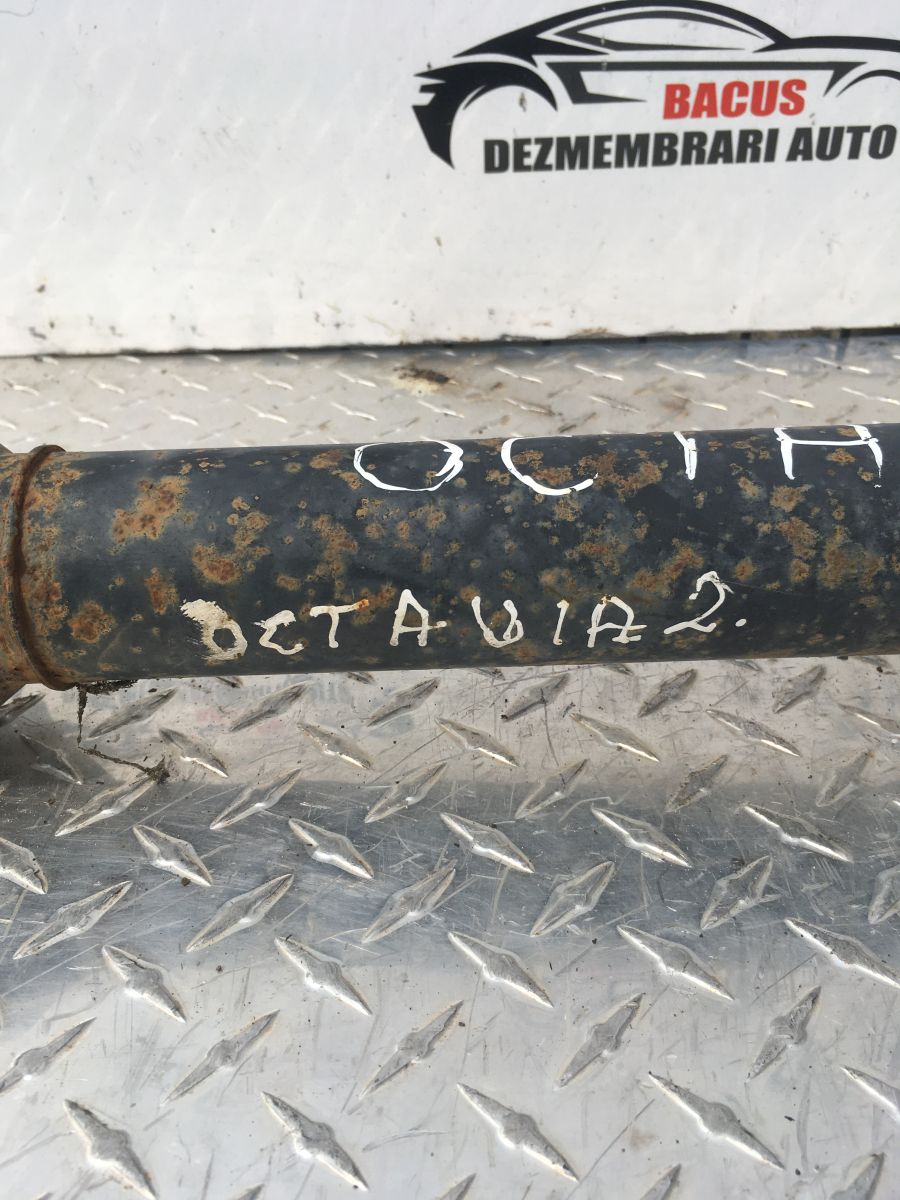 BACUS
DEZMEMBRARI AUTO
OCTA
OCTAVIA 2.